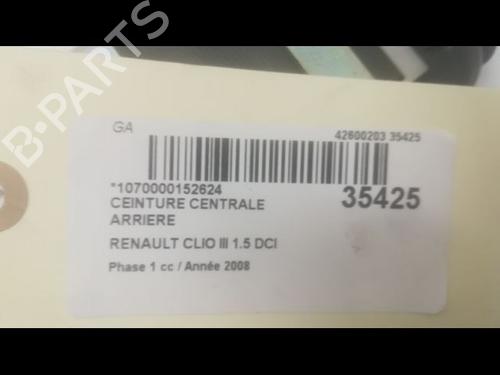 B-PARTS
GA
42600203 35425
*1070000152624
35425
CEINTURE CENTRALE
ARRIERE
RENAULT CLIO III 1.5 DCI
Phase 1 cc / Année 2008